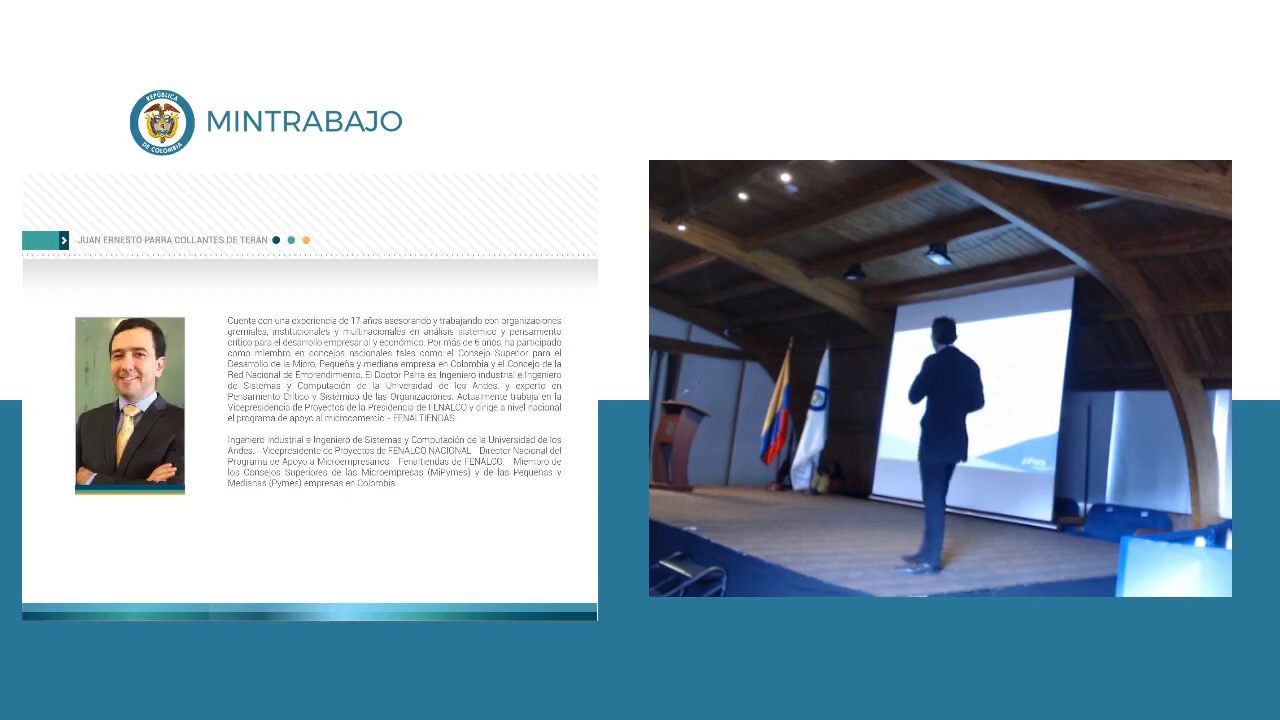 REPÚBLICA
DE COLOMBIA
MINTRABAJO
JUAN ERNESTO PARRA COLLANTES DE TERÁN
Cuenta con una experiencia de 17 años asesorando y trabajando con organizaciones
gremiales, institucionales y multinacionales en análisis sistémico y pensamiento
crítico para el desarrollo empresarial y económico. Por más de 6 años, ha participado
como miembro en concejos nacionales tales como el Consejo Superior para el
Desarrollo de la Micro, Pequeña y mediana empresa en Colombia y el Concejo de la
Red Nacional de Emprendimiento. El Doctor Parra es Ingeniero industrial e Ingeniero
de Sistemas y Computación de la Universidad de los Andes, y experto en
Pensamiento Crítico y Sistémico de las Organizaciones. Actualmente trabaja en la
Vicepresidencia de Proyectos de la Presidencia de FENALCO y dirige a nivel nacional
el programa de apoyo al microcomercio - FENALTIENDAS.
Ingeniero Industrial e Ingeniero de Sistemas y Computación de la Universidad de los
Andes. Vicepresidente de Proyectos de FENALCO NACIONAL Director Nacional del
Programa de Apoyo a Microempresarios Fenaltiendas de FENALCO. Miembro de
los Consejos Superiores de las Microempresas (MiPymes) y de las Pequeñas y
Medianas (Pymes) empresas en Colombia